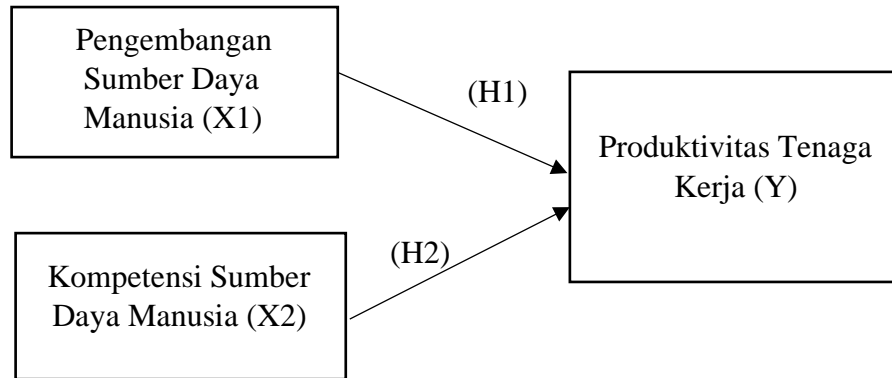 Pengembangan
Sumber Daya
Manusia (X1)
(H1)
Produktivitas Tenaga
Kerja (Y)
(H2)
Kompetensi Sumber
Daya Manusia (X2)